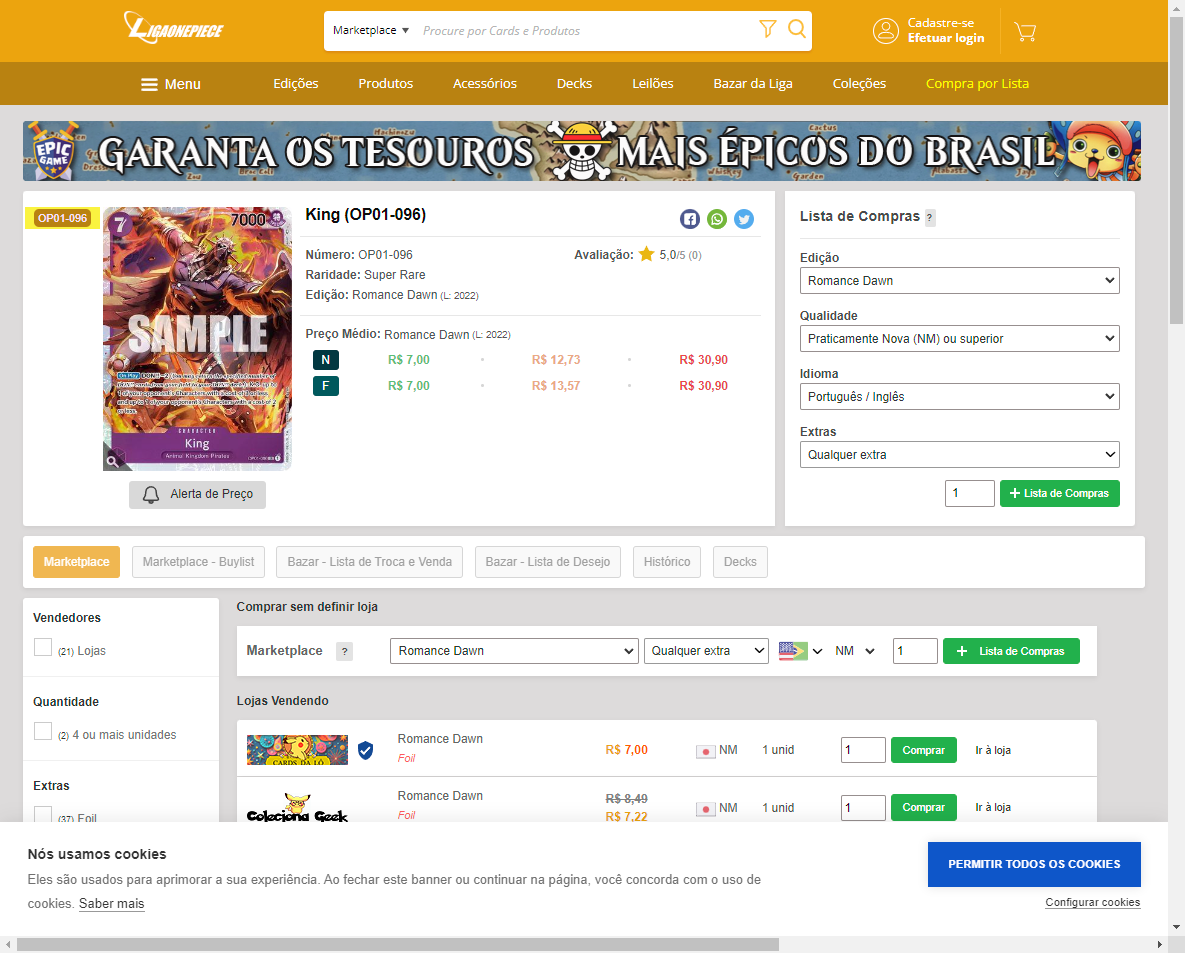 LIGAONEPIECE
Marketplace ▼ Procure por Cards e Produtos
Cadastre-se
Efetuar login
Menu Edições Produtos Acessórios Decks Leilões Bazar da Liga Coleções Compra por Lista
EPIC GAME GARANTA OS TESOUROS MAIS ÉPICOS DO BRASIL
OP01-096
7 7000
SAMPLE
CHARACTER
King
Animal Kingdom Pirates
Alerta de Preço
King (OP01-096)
Número: OP01-096
Raridade: Super Rare
Edição: Romance Dawn (L: 2022)
Avaliação: 5,0/5 (0)
Preço Médio: Romance Dawn (L: 2022)
N R$ 7,00 R$ 12,73 R$ 30,90
F R$ 7,00 R$ 13,57 R$ 30,90
Lista de Compras ?
Edição
Romance Dawn
Qualidade
Praticamente Nova (NM) ou superior
Idioma
Português / Inglês
Extras
Qualquer extra
1 + Lista de Compras
Marketplace Marketplace - Buylist Bazar - Lista de Troca e Venda Bazar - Lista de Desejo Histórico Decks
Vendedores
(21) Lojas
Quantidade
(2) 4 ou mais unidades
Extras
(37) Foil
Comprar sem definir loja
Marketplace ? Romance Dawn Qualquer extra NM 1 + Lista de Compras
Lojas Vendendo
CARDS DA LÔ Romance Dawn
Foil
R$ 7,00 NM 1 unid 1 Comprar Ir à loja
Coleciona Geek Romance Dawn
Foil
R$ 8,49
R$ 7,22
NM 1 unid 1 Comprar Ir à loja
Nós usamos cookies
Eles são usados para aprimorar a sua experiência. Ao fechar este banner ou continuar na página, você concorda com o uso de
cookies. Saber mais
PERMITIR TODOS OS COOKIES
Configurar cookies